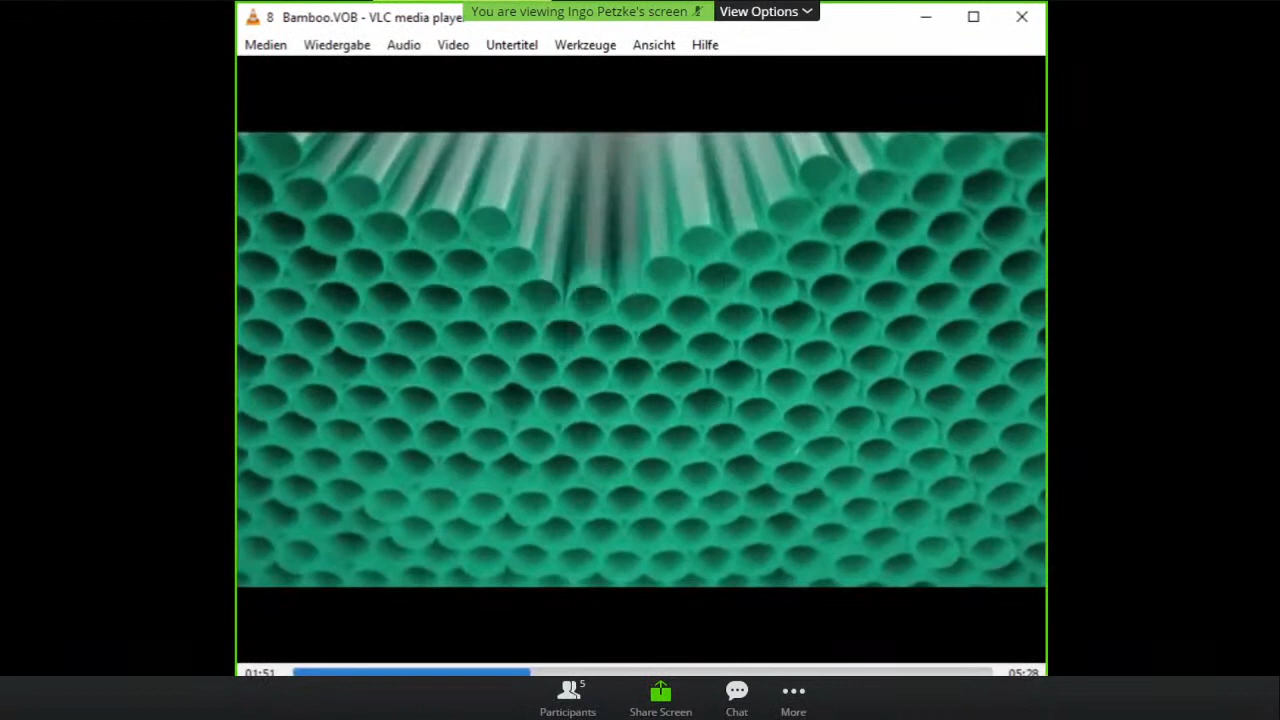 8 Bamboo.VOB - VLC media playe
You are viewing Ingo Petzke's screen
View Options
Medien Wiedergabe Audio Video Untertitel Werkzeuge Ansicht Hilfe
01:51 05:28
5
Participants Share Screen Chat More